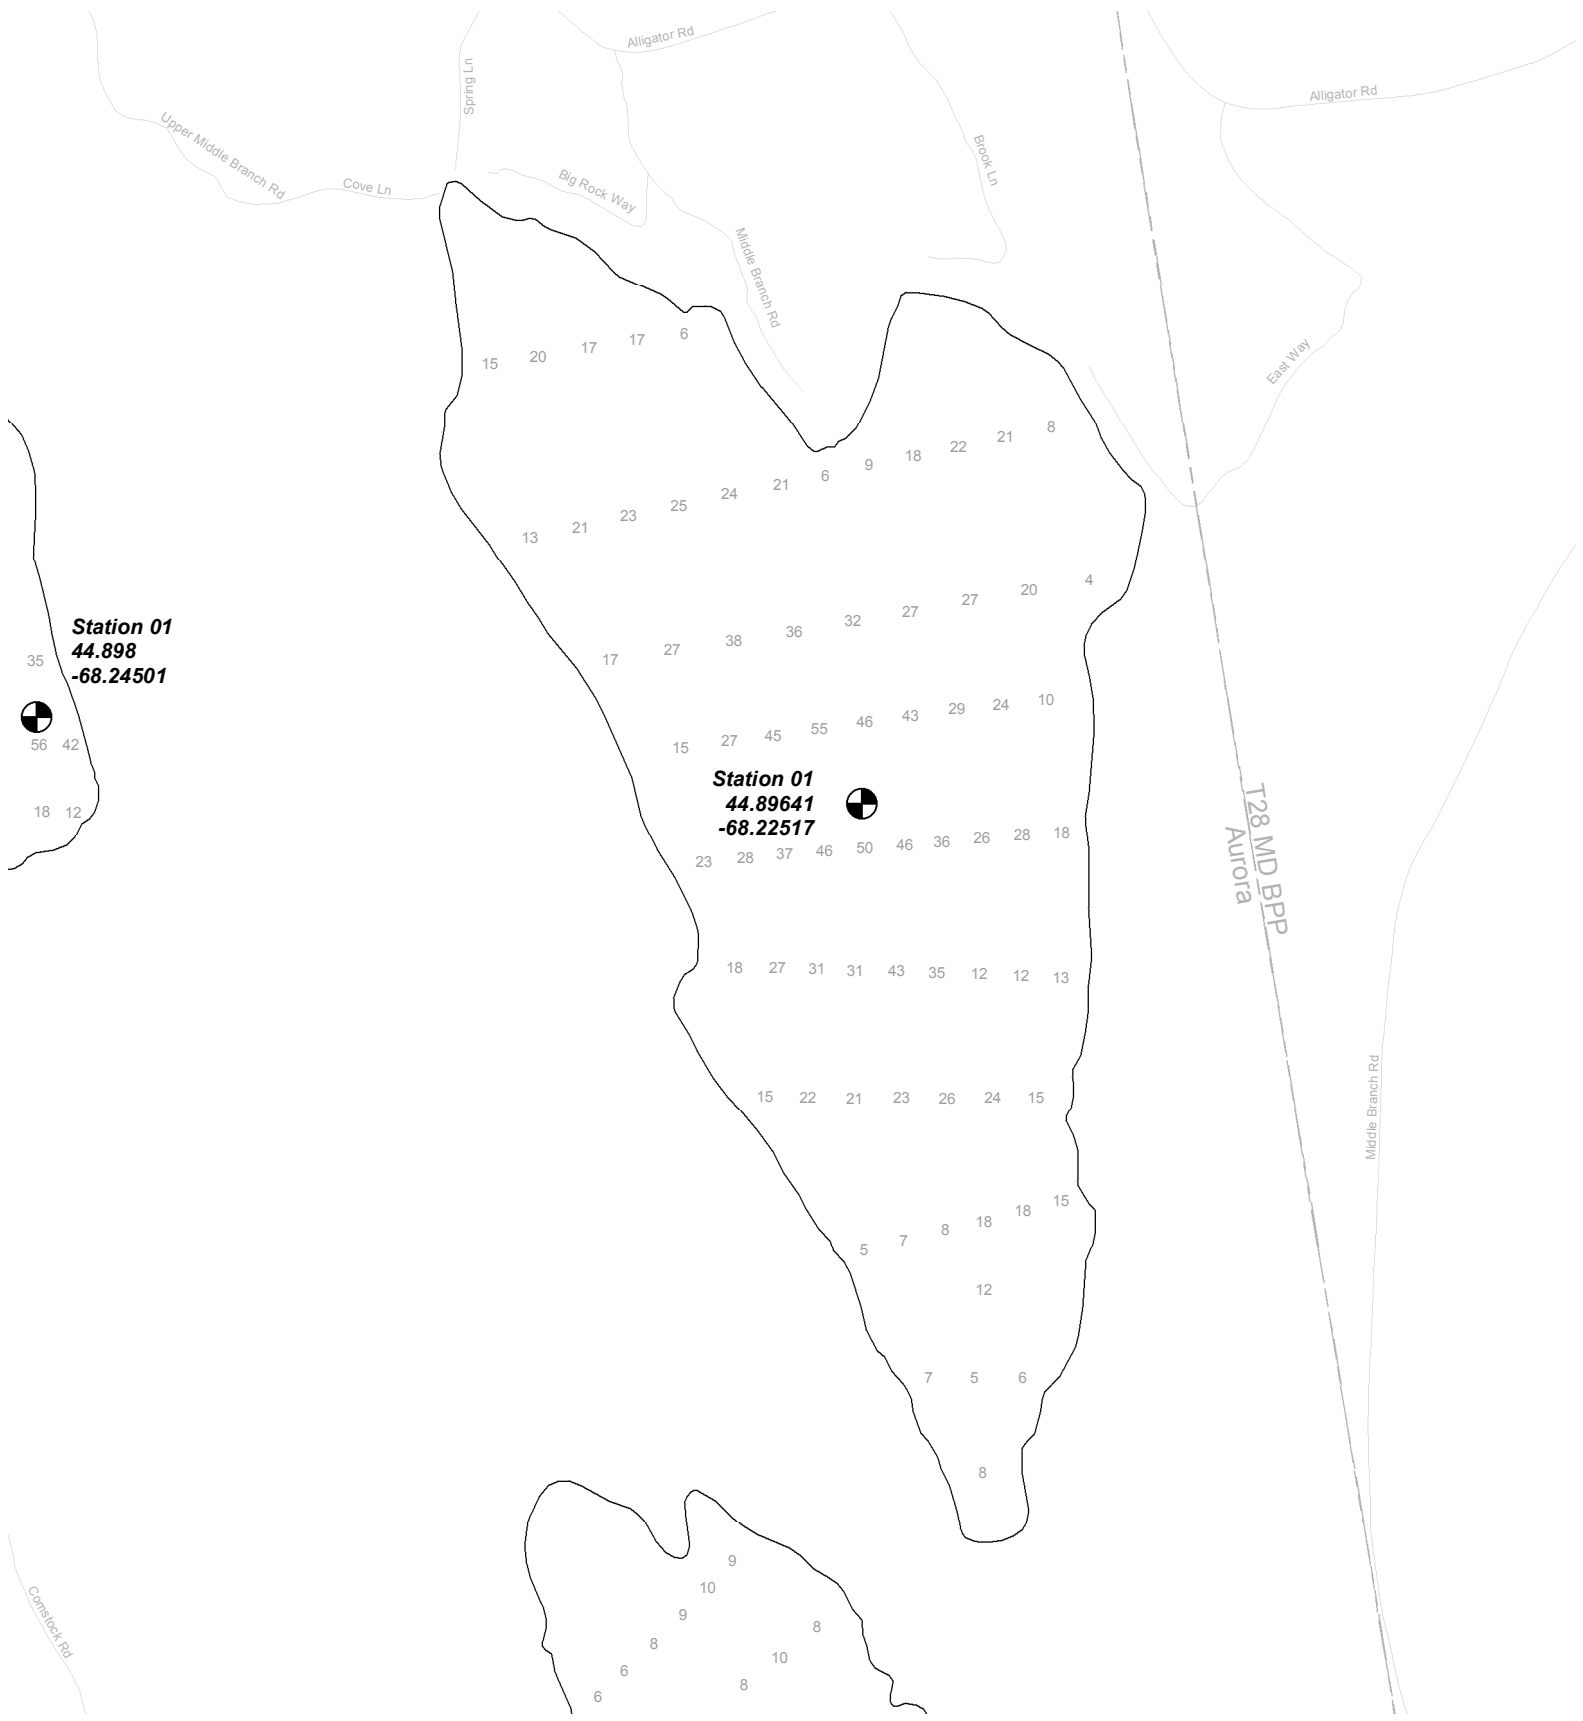 Alligator Rd
Spring Ln
Alligator Rd
Upper Middle Branch Rd
Cove Ln
Big Rock Way
Brook Ln
Middle Branch Rd
East Way
15 20 17 17 6
13 21 23 25 24 21 6 9 18 22 21 8
17 27 38 36 32 27 27 20 4
Station 01
44.898
-68.24501
35
56 42
18 12
15 27 45 55 46 43 29 24 10
Station 01
44.89641
-68.22517
23 28 37 46 50 46 36 26 28 18
T28 MD BPP
Aurora
18 27 31 31 43 35 12 12 13
15 22 21 23 26 24 15
Middle Branch Rd
5 7 8 18 18 15
12
7 5 6
8
9
10
9
8
6
6
8
10
8
Comstock Rd